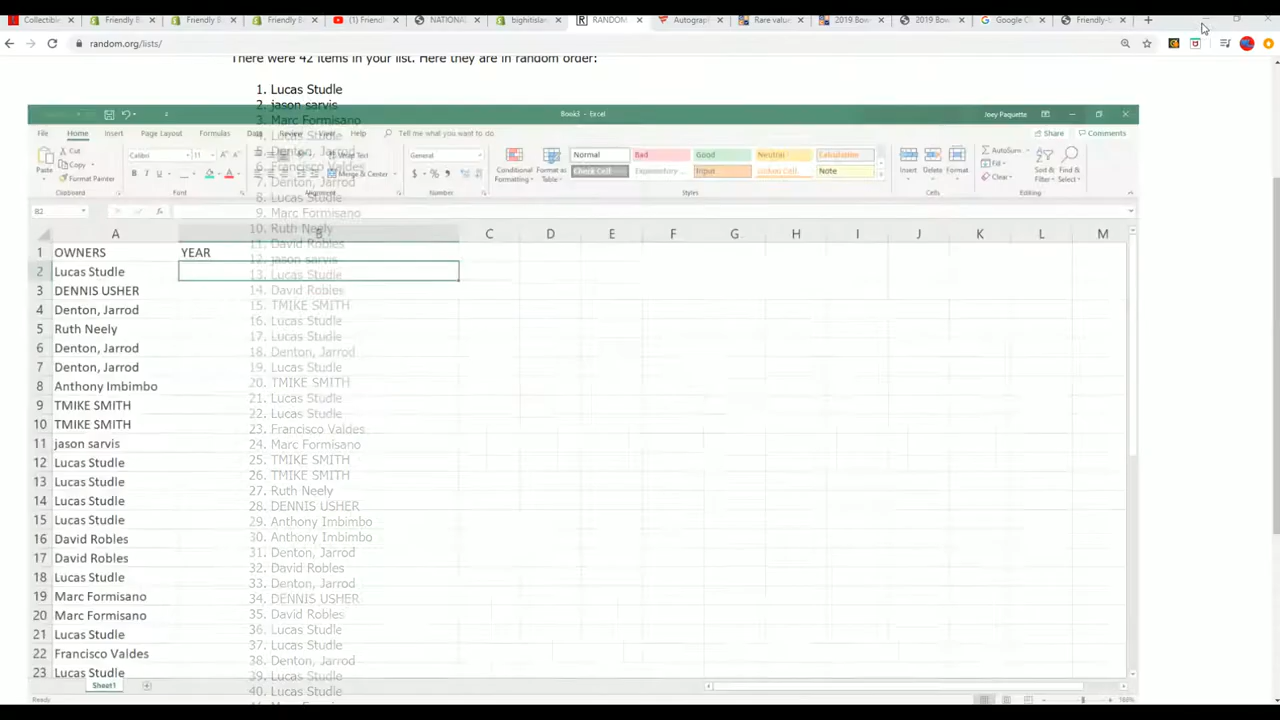 Collectible
Friendly B
Friendly B
Friendly B
(1) Friendl
NATIONAL
bighitislan
RANDOM
Autograph
Rare valu
2019 Bow
2019 Bow
Google C
Friendly-b
random.org/lists/
There were 42 items in your list. Here they are in random order:
1. Lucas Studle
2. jason sarvis
3. Marc Formisano
4. Lucas Studle
5. Denton, Jarrod
6. Francisco Valdes
7. Denton, Jarrod
8. Lucas Studle
9. Marc Formisano
10. Ruth Neely
11. David Robles
12. jason sarvis
13. Lucas Studle
14. David Robles
15. TMIKE SMITH
16. Lucas Studle
17. Lucas Studle
18. Denton, Jarrod
19. Lucas Studle
20. TMIKE SMITH
21. Lucas Studle
22. Lucas Studle
23. Francisco Valdes
24. Marc Formisano
25. TMIKE SMITH
26. TMIKE SMITH
27. Ruth Neely
28. DENNIS USHER
29. Anthony Imbimbo
30. Anthony Imbimbo
31. Denton, Jarrod
32. David Robles
33. Denton, Jarrod
34. DENNIS USHER
35. David Robles
36. Lucas Studle
37. Lucas Studle
38. Denton, Jarrod
39. Lucas Studle
40. Lucas Studle
Book3 - Excel
Joey Paquette
File Home Insert Page Layout Formulas Data Review View Help Tell me what you want to do
Share Comments
Paste
Cut
Copy
Format Painter
Clipboard
Calibri 11
B I U
Font
Wrap Text
Merge & Center
Alignment
General
$ % ,
Number
Conditional Formatting
Format as Table
Normal Bad Good Neutral Calculation
Check Cell Explanatory ... Input Linked Cell Note
Styles
Insert Delete Format
Cells
AutoSum
Fill
Clear
Sort & Filter
Find & Select
Editing
B2
A B C D E F G H I J K L M
1 OWNERS YEAR
2 Lucas Studle
3 DENNIS USHER
4 Denton, Jarrod
5 Ruth Neely
6 Denton, Jarrod
7 Denton, Jarrod
8 Anthony Imbimbo
9 TMIKE SMITH
10 TMIKE SMITH
11 jason sarvis
12 Lucas Studle
13 Lucas Studle
14 Lucas Studle
15 Lucas Studle
16 David Robles
17 David Robles
18 Lucas Studle
19 Marc Formisano
20 Marc Formisano
21 Lucas Studle
22 Francisco Valdes
23 Lucas Studle
Sheet1
Ready